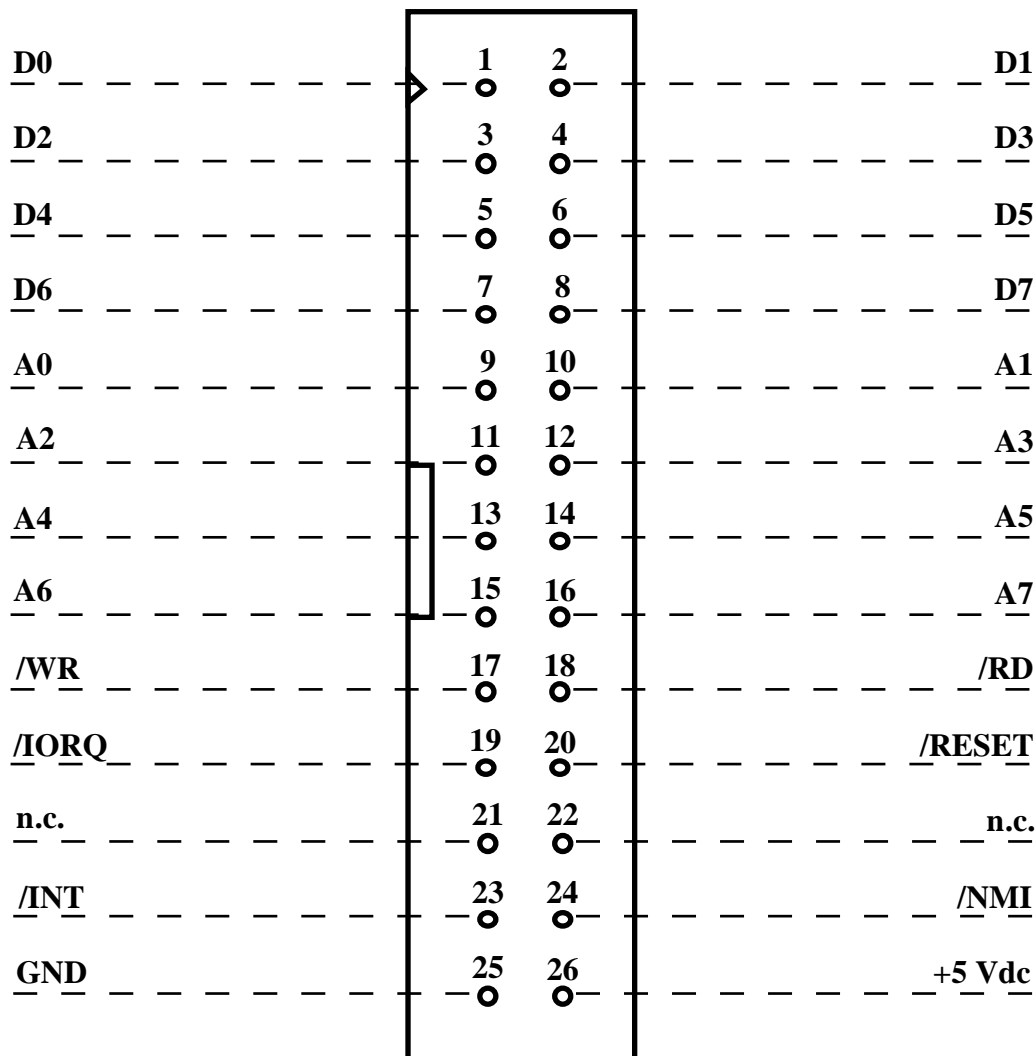 D0 1 2 D1
D2 3 4 D3
D4 5 6 D5
D6 7 8 D7
A0 9 10 A1
A2 11 12 A3
A4 13 14 A5
A6 15 16 A7
/WR 17 18 /RD
/IORQ 19 20 /RESET
n.c. 21 22 n.c.
/INT 23 24 /NMI
GND 25 26 +5 Vdc